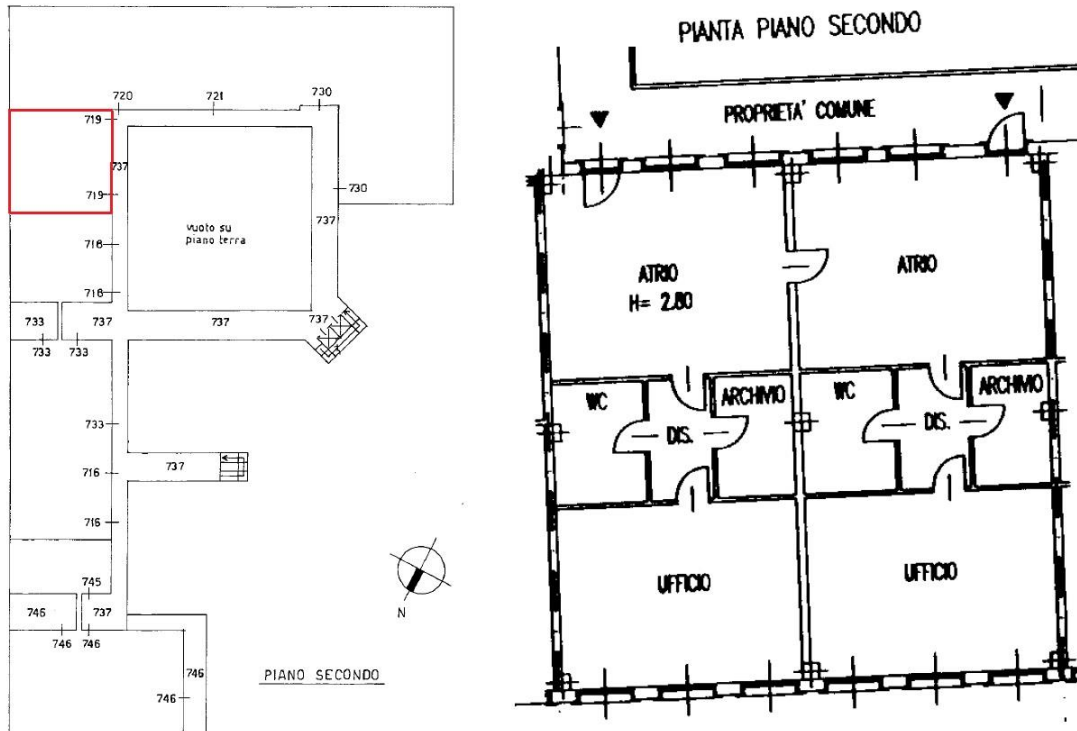 720
721
730
719
737
719
730
737
vuoto su
piano terra
718
718
733
737
737
737
733
733
733
737
716
715
745
746
737
746
746
746
746
N
PIANO SECONDO
PIANTA PIANO SECONDO
PROPRIETA' COMUNE
ATRIO
H= 2.80
ATRIO
WC
ARCHIVIO
WC
ARCHIVIO
DIS.
DIS.
UFFICIO
UFFICIO